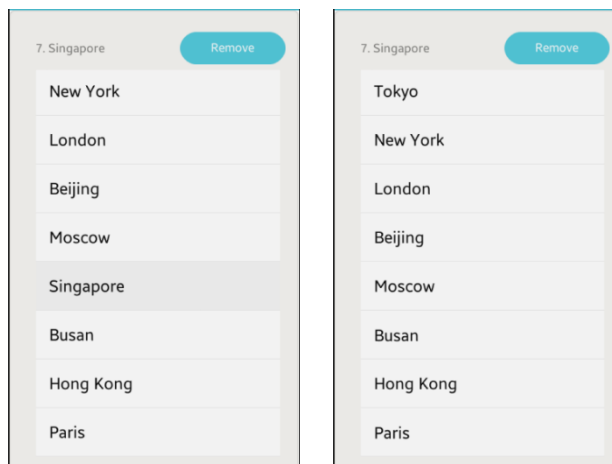 7. Singapore
Remove
New York
London
Beijing
Moscow
Singapore
Busan
Hong Kong
Paris
7. Singapore
Remove
Tokyo
New York
London
Beijing
Moscow
Busan
Hong Kong
Paris